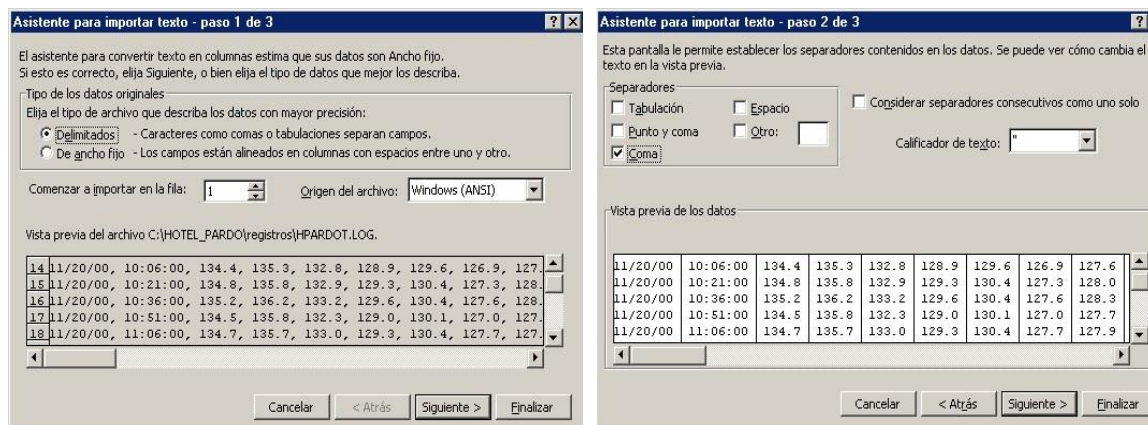 Asistente para importar texto - paso 1 de 3
El asistente para convertir texto en columnas estima que sus datos son Ancho fijo.
Si esto es correcto, elija Siguiente, o bien elija el tipo de datos que mejor los describa.
Tipo de los datos originales
Elija el tipo de archivo que describa los datos con mayor precisión:
Delimitados - Caracteres como comas o tabulaciones separan campos.
De ancho fijo - Los campos están alineados en columnas con espacios entre uno y otro.
Comenzar a importar en la fila: 1 Origen del archivo: Windows (ANSI)
Vista previa del archivo C:\HOTEL_PARDO\registros\HPARDOT.LOG.
14 11/20/00, 10:06:00, 134.4, 135.3, 132.8, 128.9, 129.6, 126.9, 127.
15 11/20/00, 10:21:00, 134.8, 135.8, 132.9, 129.3, 130.4, 127.3, 128.
16 11/20/00, 10:36:00, 135.2, 136.2, 133.2, 129.6, 130.4, 127.6, 128.
17 11/20/00, 10:51:00, 134.5, 135.8, 132.3, 129.0, 130.1, 127.0, 127.
18 11/20/00, 11:06:00, 134.7, 135.7, 133.0, 129.3, 130.4, 127.7, 127.
Cancelar < Atrás Siguiente > Finalizar
Asistente para importar texto - paso 2 de 3
Esta pantalla le permite establecer los separadores contenidos en los datos. Se puede ver cómo cambia el
texto en la vista previa.
Separadores
Tabulación Espacio Considerar separadores consecutivos como uno solo
Punto y coma Otro: Calificador de texto: "
Coma
Vista previa de los datos
11/20/00 10:06:00 134.4 135.3 132.8 128.9 129.6 126.9 127.6
11/20/00 10:21:00 134.8 135.8 132.9 129.3 130.4 127.3 128.0
11/20/00 10:36:00 135.2 136.2 133.2 129.6 130.4 127.6 128.3
11/20/00 10:51:00 134.5 135.8 132.3 129.0 130.1 127.0 127.7
11/20/00 11:06:00 134.7 135.7 133.0 129.3 130.4 127.7 127.9
Cancelar < Atrás Siguiente > Finalizar